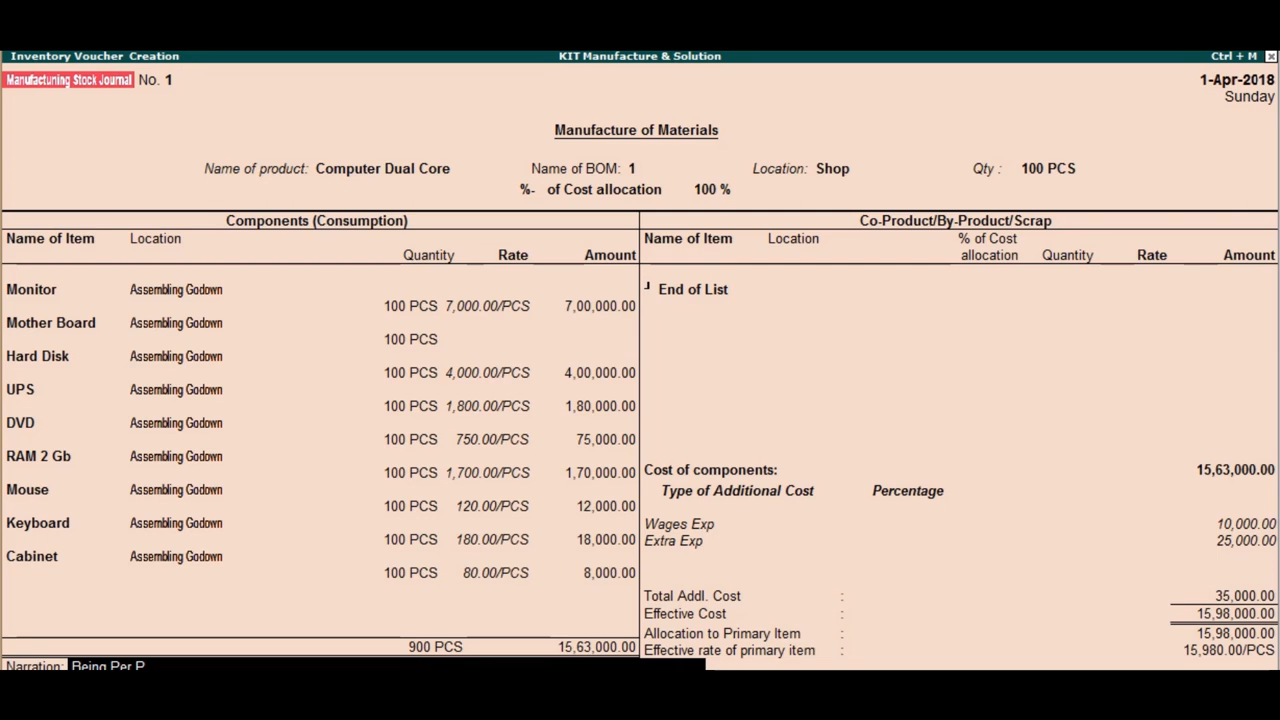 Inventory Voucher Creation KIT Manufacture & Solution Ctrl + M
Manufactuning Stock Journal No. 1 1-Apr-2018
Sunday
Manufacture of Materials
Name of product: Computer Dual Core Name of BOM: 1 Location: Shop Qty : 100 PCS
%- of Cost allocation 100 %
Components (Consumption) Co-Product/By-Product/Scrap
Name of Item Location Name of Item Location % of Cost
Quantity Rate Amount allocation Quantity Rate Amount
Monitor Assembling Godown End of List
100 PCS 7,000.00/PCS 7,00,000.00
Mother Board Assembling Godown
100 PCS
Hard Disk Assembling Godown
100 PCS 4,000.00/PCS 4,00,000.00
UPS Assembling Godown
100 PCS 1,800.00/PCS 1,80,000.00
DVD Assembling Godown
100 PCS 750.00/PCS 75,000.00
RAM 2 Gb Assembling Godown
100 PCS 1,700.00/PCS 1,70,000.00
Mouse Assembling Godown
100 PCS 120.00/PCS 12,000.00
Keyboard Assembling Godown
100 PCS 180.00/PCS 18,000.00
Cabinet Assembling Godown
100 PCS 80.00/PCS 8,000.00
900 PCS 15,63,000.00
Cost of components: 15,63,000.00
Type of Additional Cost Percentage
Wages Exp 10,000.00
Extra Exp 25,000.00
Total Addl. Cost : 35,000.00
Effective Cost : 15,98,000.00
Allocation to Primary Item : 15,98,000.00
Effective rate of primary item : 15,980.00/PCS
Narration: Being Per P